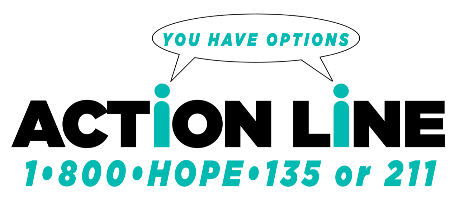 YOU HAVE OPTIONS
ACTiON LiNE
1•800•HOPE•135 or 211